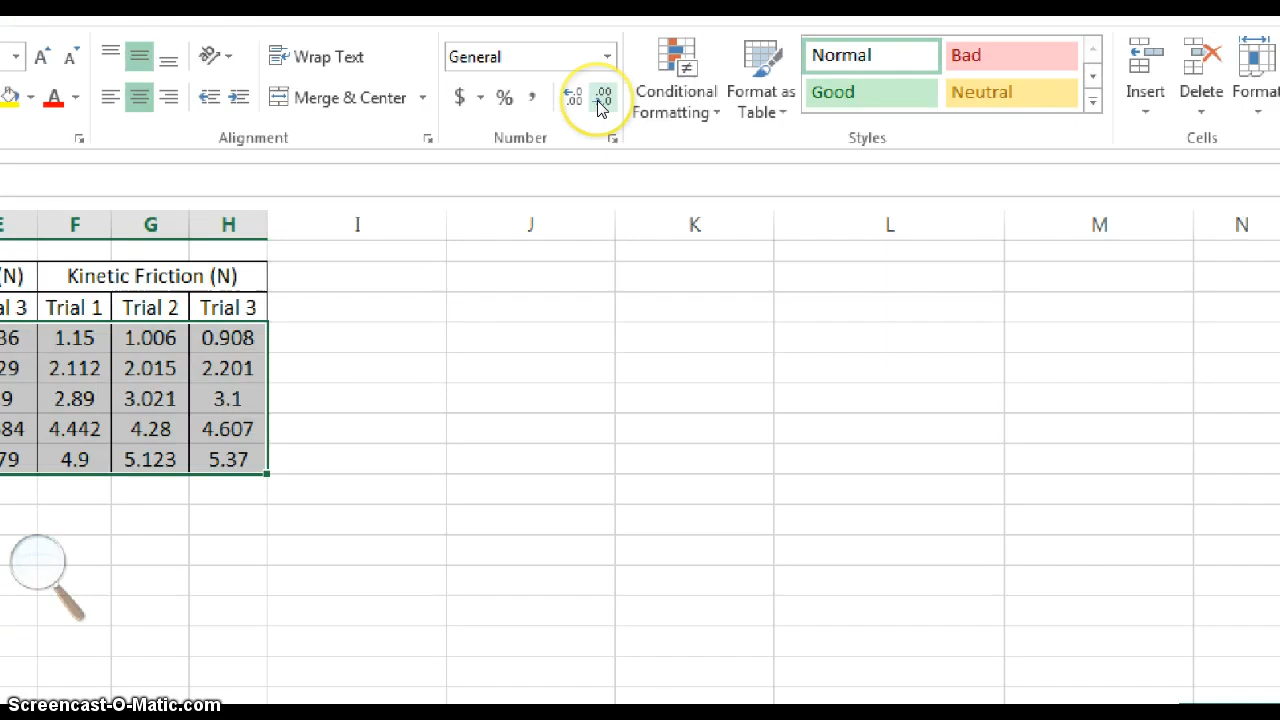 Wrap Text
General
Normal
Bad
Merge & Center
$ % ,
.0 .00
.00
Conditional Formatting
Format as Table
Good
Neutral
Insert
Delete
Format
Alignment
Number
Styles
Cells
E F G H I J K L M N
(N) Kinetic Friction (N)
al 3 Trial 1 Trial 2 Trial 3
36 1.15 1.006 0.908
29 2.112 2.015 2.201
9 2.89 3.021 3.1
84 4.442 4.28 4.607
79 4.9 5.123 5.37
Screencast-O-Matic.com